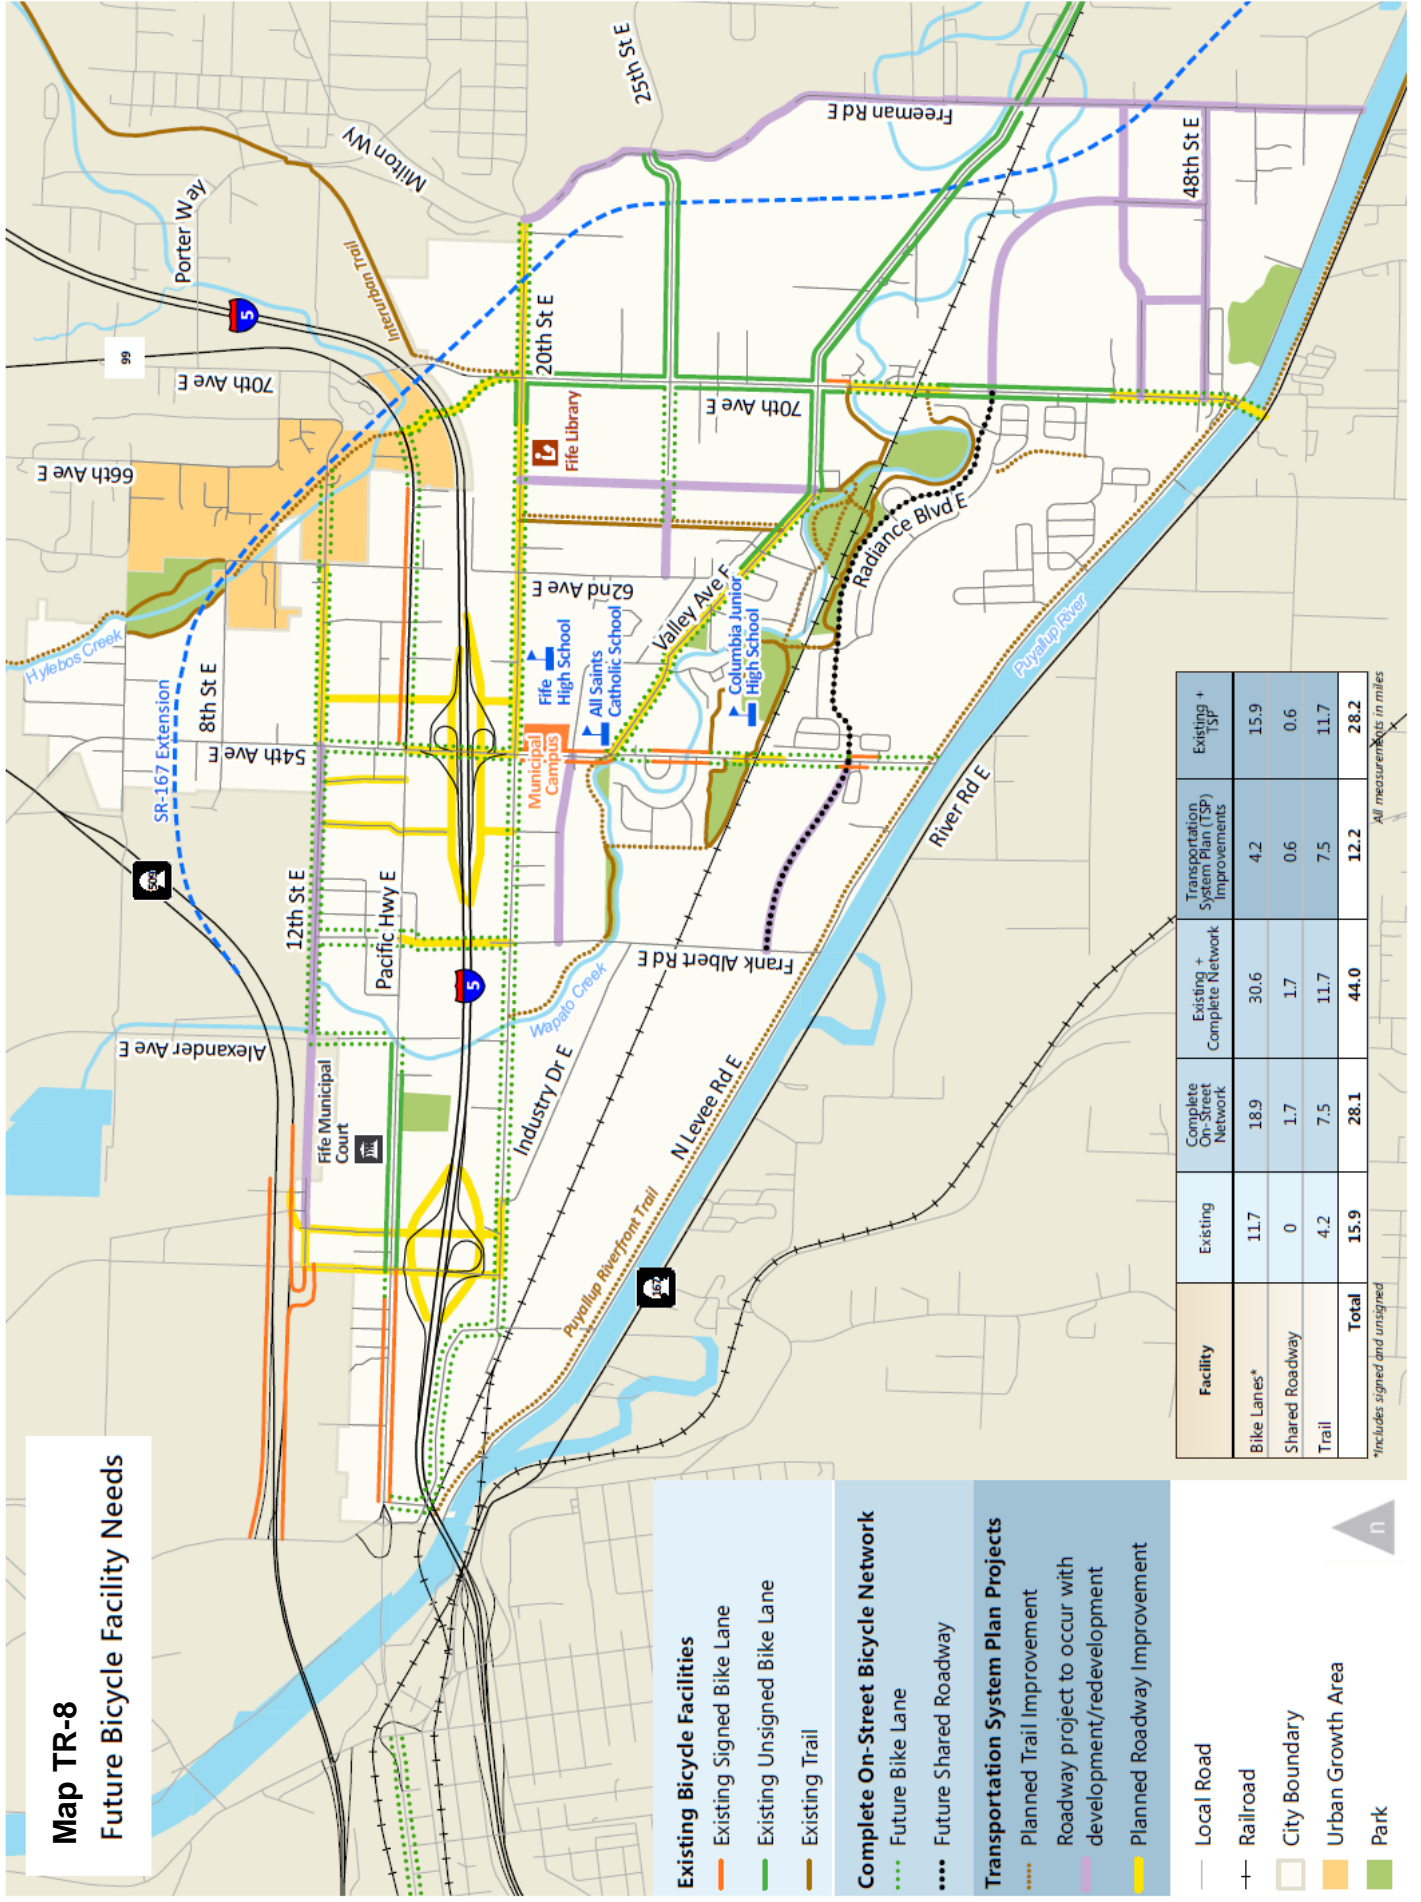 Map TR-8
Future Bicycle Facility Needs
Existing Bicycle Facilities
Existing Signed Bike Lane
Existing Unsigned Bike Lane
Existing Trail
Complete On-Street Bicycle Network
Future Bike Lane
Future Shared Roadway
Transportation System Plan Projects
Planned Trail Improvement
Roadway project to occur with
development/redevelopment
Planned Roadway Improvement
Local Road
Railroad
City Boundary
Urban Growth Area
Park
n
509
SR-167 Extension
Hylebos Creek
66th Ave E
70th Ave E
99
Porter Way
5
Interurban Trail
Milton Wy
25th St E
Alexander Ave E
12th St E
54th Ave E
8th St E
Fife Municipal
Court
Pacific Hwy E
5
Industry Dr E
Wapato Creek
Municipal
Campus
Fife
High School
All Saints
Catholic School
62nd Ave E
Fife Library
20th St E
Valley Ave E
Columbia Junior
High School
70th Ave E
Freeman Rd E
Frank Albert Rd E
Radiance Blvd E
48th St E
Puyallup Riverfront Trail
N Levee Rd E
167
River Rd E
Puyallup River
Facility
Existing
Complete
On-Street
Network
Existing +
Complete Network
Transportation
System Plan (TSP)
Improvements
Existing +
TSP
Bike Lanes* 11.7 18.9 30.6 4.2 15.9
Shared Roadway 0 1.7 1.7 0.6 0.6
Trail 4.2 7.5 11.7 7.5 11.7
Total 15.9 28.1 44.0 12.2 28.2
*Includes signed and unsigned
All measurements in miles